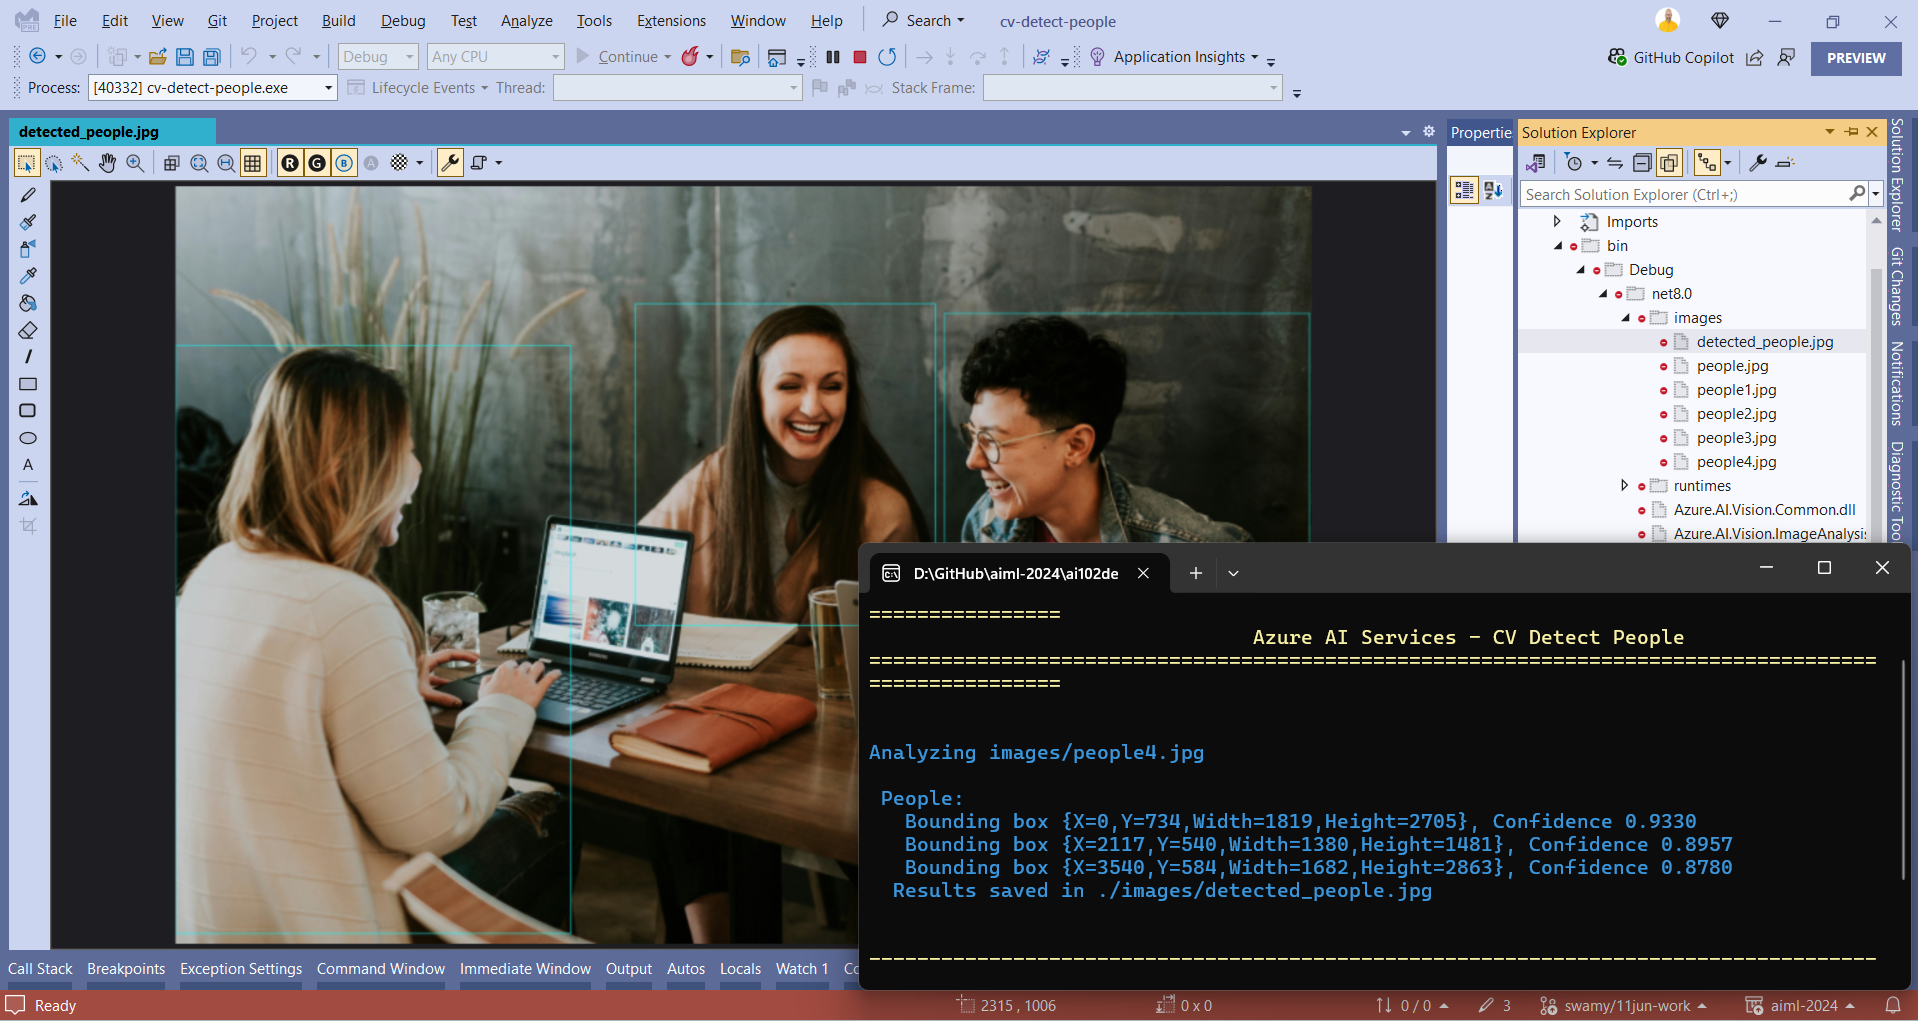 File Edit View Git Project Build Debug Test Analyze Tools Extensions Window Help Search cv-detect-people
Debug Any CPU Continue Application Insights GitHub Copilot PREVIEW
Process: [40332] cv-detect-people.exe Lifecycle Events Thread: Stack Frame:
detected_people.jpg
Propertie
Solution Explorer
R G B A
Search Solution Explorer (Ctrl+;)
Imports
bin
Debug
net8.0
images
detected_people.jpg
people.jpg
people1.jpg
people2.jpg
people3.jpg
people4.jpg
runtimes
Azure.AI.Vision.Common.dll
Azure.AI.Vision.ImageAnalysis
Solution Explorer
Git Changes
Notifications
Diagnostic Too
D:\GitHub\aiml-2024\ai102de
================
Azure AI Services - CV Detect People
====================================================================================
================
Analyzing images/people4.jpg
People:
Bounding box {X=0,Y=734,Width=1819,Height=2705}, Confidence 0.9330
Bounding box {X=2117,Y=540,Width=1380,Height=1481}, Confidence 0.8957
Bounding box {X=3540,Y=584,Width=1682,Height=2863}, Confidence 0.8780
Results saved in ./images/detected_people.jpg
------------------------------------------------------------------------------------
Call Stack Breakpoints Exception Settings Command Window Immediate Window Output Autos Locals Watch 1 Co
Ready 2315 , 1006 0 x 0 0 / 0 3 swamy/11jun-work aiml-2024